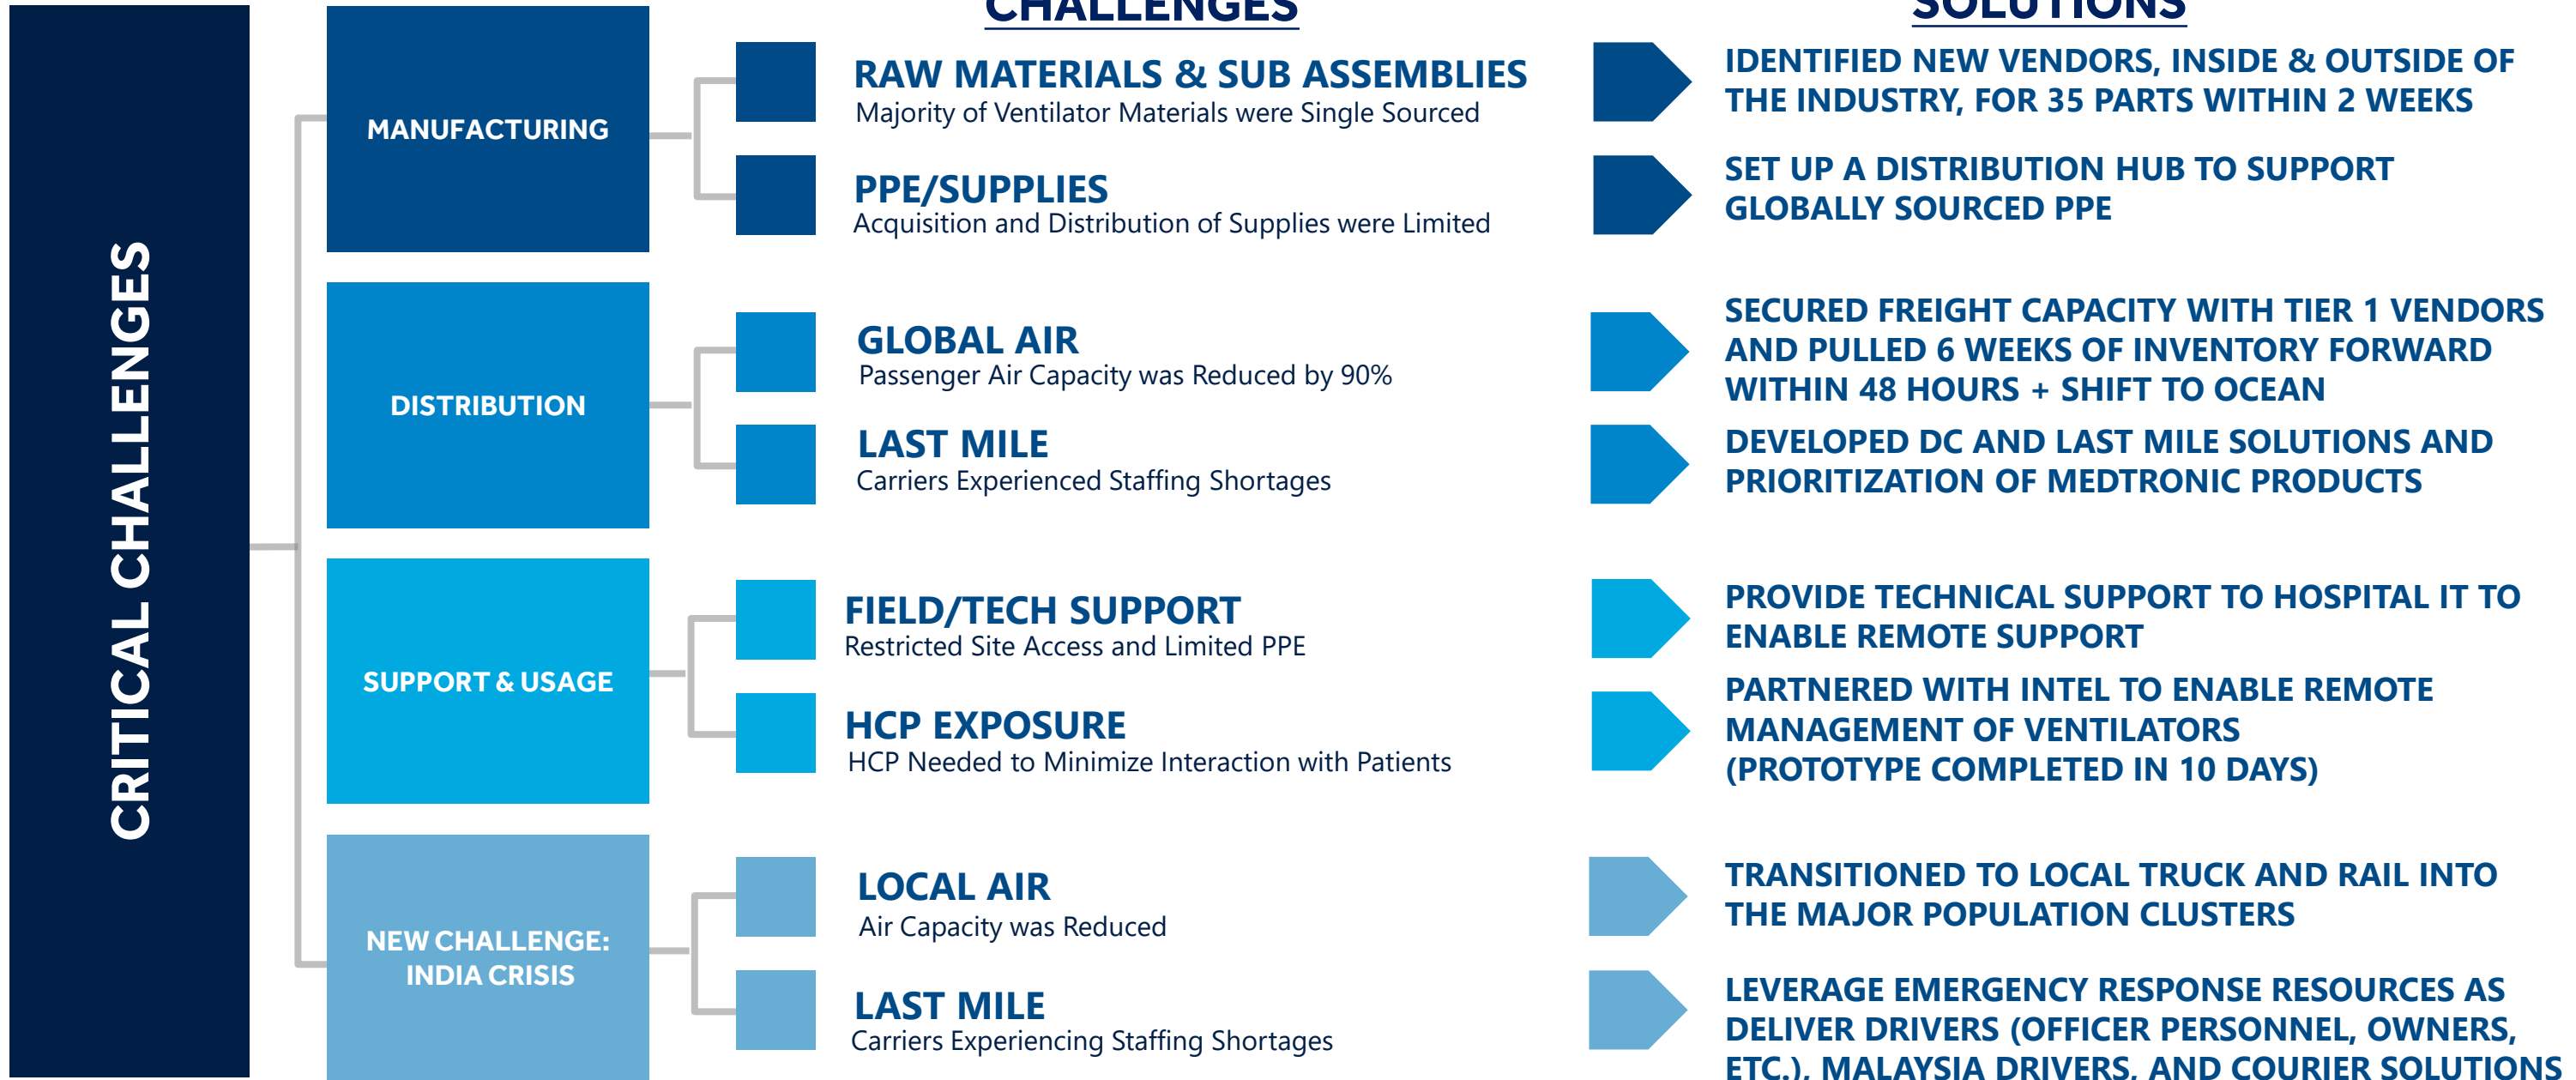 CHALLENGES
SOLUTIONS
CRITICAL CHALLENGES
MANUFACTURING
RAW MATERIALS & SUB ASSEMBLIES
Majority of Ventilator Materials were Single Sourced
IDENTIFIED NEW VENDORS, INSIDE & OUTSIDE OF
THE INDUSTRY, FOR 35 PARTS WITHIN 2 WEEKS
PPE/SUPPLIES
Acquisition and Distribution of Supplies were Limited
SET UP A DISTRIBUTION HUB TO SUPPORT
GLOBALLY SOURCED PPE
DISTRIBUTION
GLOBAL AIR
Passenger Air Capacity was Reduced by 90%
SECURED FREIGHT CAPACITY WITH TIER 1 VENDORS
AND PULLED 6 WEEKS OF INVENTORY FORWARD
WITHIN 48 HOURS + SHIFT TO OCEAN
LAST MILE
Carriers Experienced Staffing Shortages
DEVELOPED DC AND LAST MILE SOLUTIONS AND
PRIORITIZATION OF MEDTRONIC PRODUCTS
SUPPORT & USAGE
FIELD/TECH SUPPORT
Restricted Site Access and Limited PPE
PROVIDE TECHNICAL SUPPORT TO HOSPITAL IT TO
ENABLE REMOTE SUPPORT
HCP EXPOSURE
HCP Needed to Minimize Interaction with Patients
PARTNERED WITH INTEL TO ENABLE REMOTE
MANAGEMENT OF VENTILATORS
(PROTOTYPE COMPLETED IN 10 DAYS)
NEW CHALLENGE:
INDIA CRISIS
LOCAL AIR
Air Capacity was Reduced
TRANSITIONED TO LOCAL TRUCK AND RAIL INTO
THE MAJOR POPULATION CLUSTERS
LAST MILE
Carriers Experiencing Staffing Shortages
LEVERAGE EMERGENCY RESPONSE RESOURCES AS
DELIVER DRIVERS (OFFICER PERSONNEL, OWNERS,
ETC.), MALAYSIA DRIVERS, AND COURIER SOLUTIONS